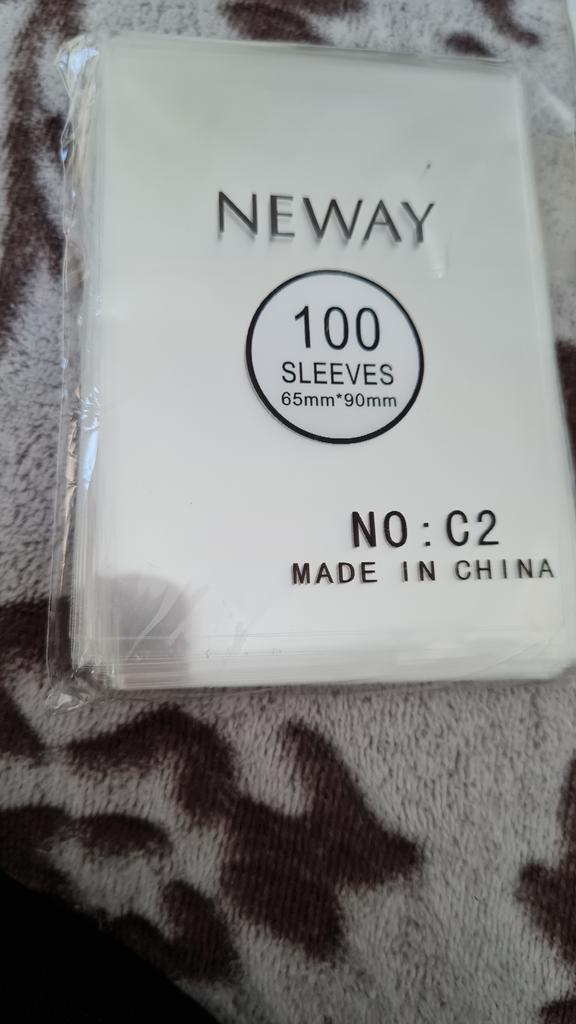 NEWAY
100
SLEEVES
65mm*90mm
NO:C2
MADE IN CHINA